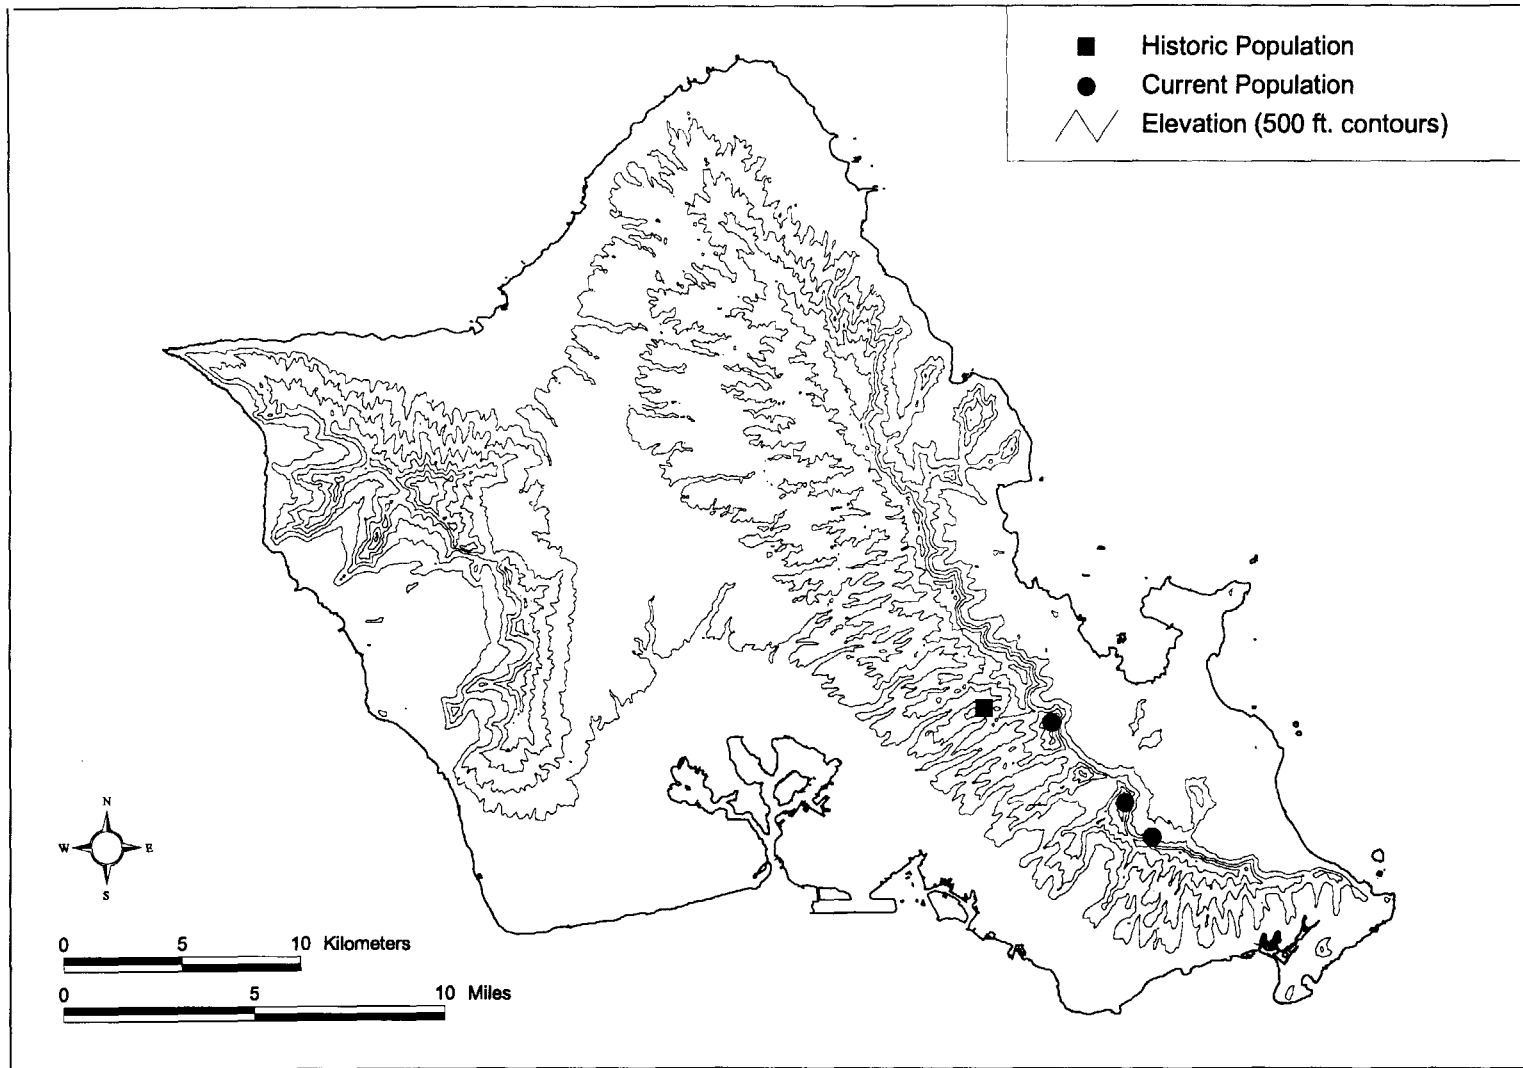 Historic Population
Current Population
Elevation (500 ft. contours)
N
W E
S
0 5 10 Kilometers
0 5 10 Miles